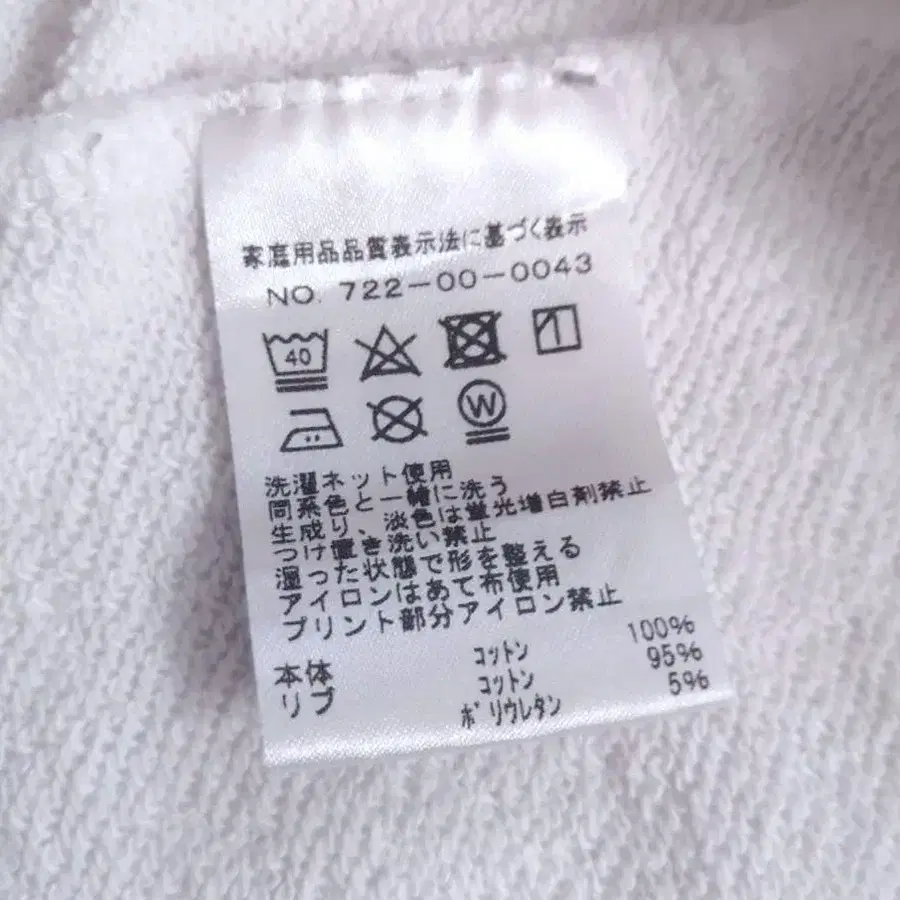 家庭用品品質表示法に基づく表示
NO. 722-00-0043
40
W
洗濯ネット使用
同系色と一緒に洗う
生成り、淡色は蛍光増白剤禁止
つけ置き洗い禁止
湿った状態で形を整える
アイロンはあて布使用
プリント部分アイロン禁止
本体 コットン 100%
リブ コットン 95%
ポリウレタン 5%